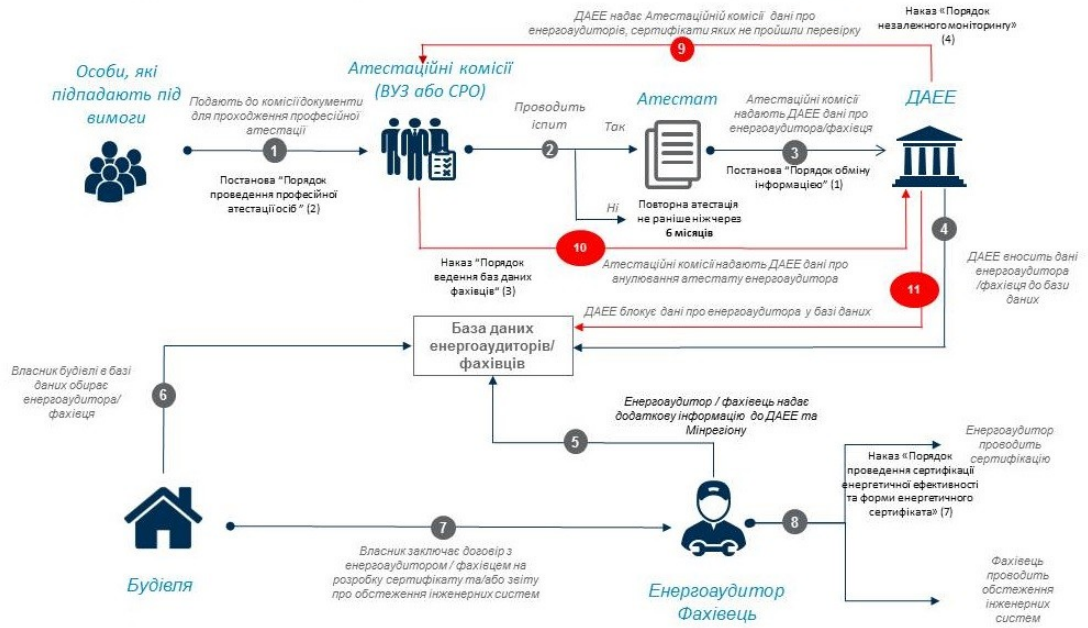 ДАЕЕ надає Атестаційній комісії дані про
енергоаудиторів, сертифікати яких не пройшли перевірку
9
Наказ «Порядок
незалежного моніторингу»
(4)
Особи, які
підпадають під
вимоги
Подають до комісії документи
для проходження професійної
атестації
1
Постанова “Порядок
проведення професійної
атестації осіб” (2)
Атестаційні комісії
(ВУЗ або СРО)
Проводить
іспит
2
Так
Ні
Атестат
Повторна атестація
не раніше ніж через
6 місяців
Атестаційні комісії
надають ДАЕЕ дані про
енергоаудитора/фахівця
3
Постанова “Порядок обміну
інформацією” (1)
ДАЕЕ
4
ДАЕЕ вносить дані
енергоаудитора
/фахівця до бази
даних
10
Наказ “Порядок
ведення баз даних
фахівців” (3)
Атестаційні комісії надають ДАЕЕ дані про
анулювання атестату енергоаудитора
11
ДАЕЕ блокує дані про енергоаудитора у базі даних
База даних
енергоаудиторів/
фахівців
Власник будівлі в базі
даних обирає
енергоаудитора/
фахівця
6
5
Енергоаудитор / фахівець надає
додаткову інформацію до ДАЕЕ та
Мінрегіону
Будівля
7
Власник заключає договір з
енергоаудитором / фахівцем на
розробку сертифікату та/або звіту
про обстеження інженерних систем
Енергоаудитор
Фахівець
8
Наказ «Порядок
проведення сертифікації
енергетичної ефективності
та форми енергетичного
сертифіката» (7)
Енергоаудитор
проводить
сертифікацію
Фахівець
проводить
обстеження
інженерних
систем